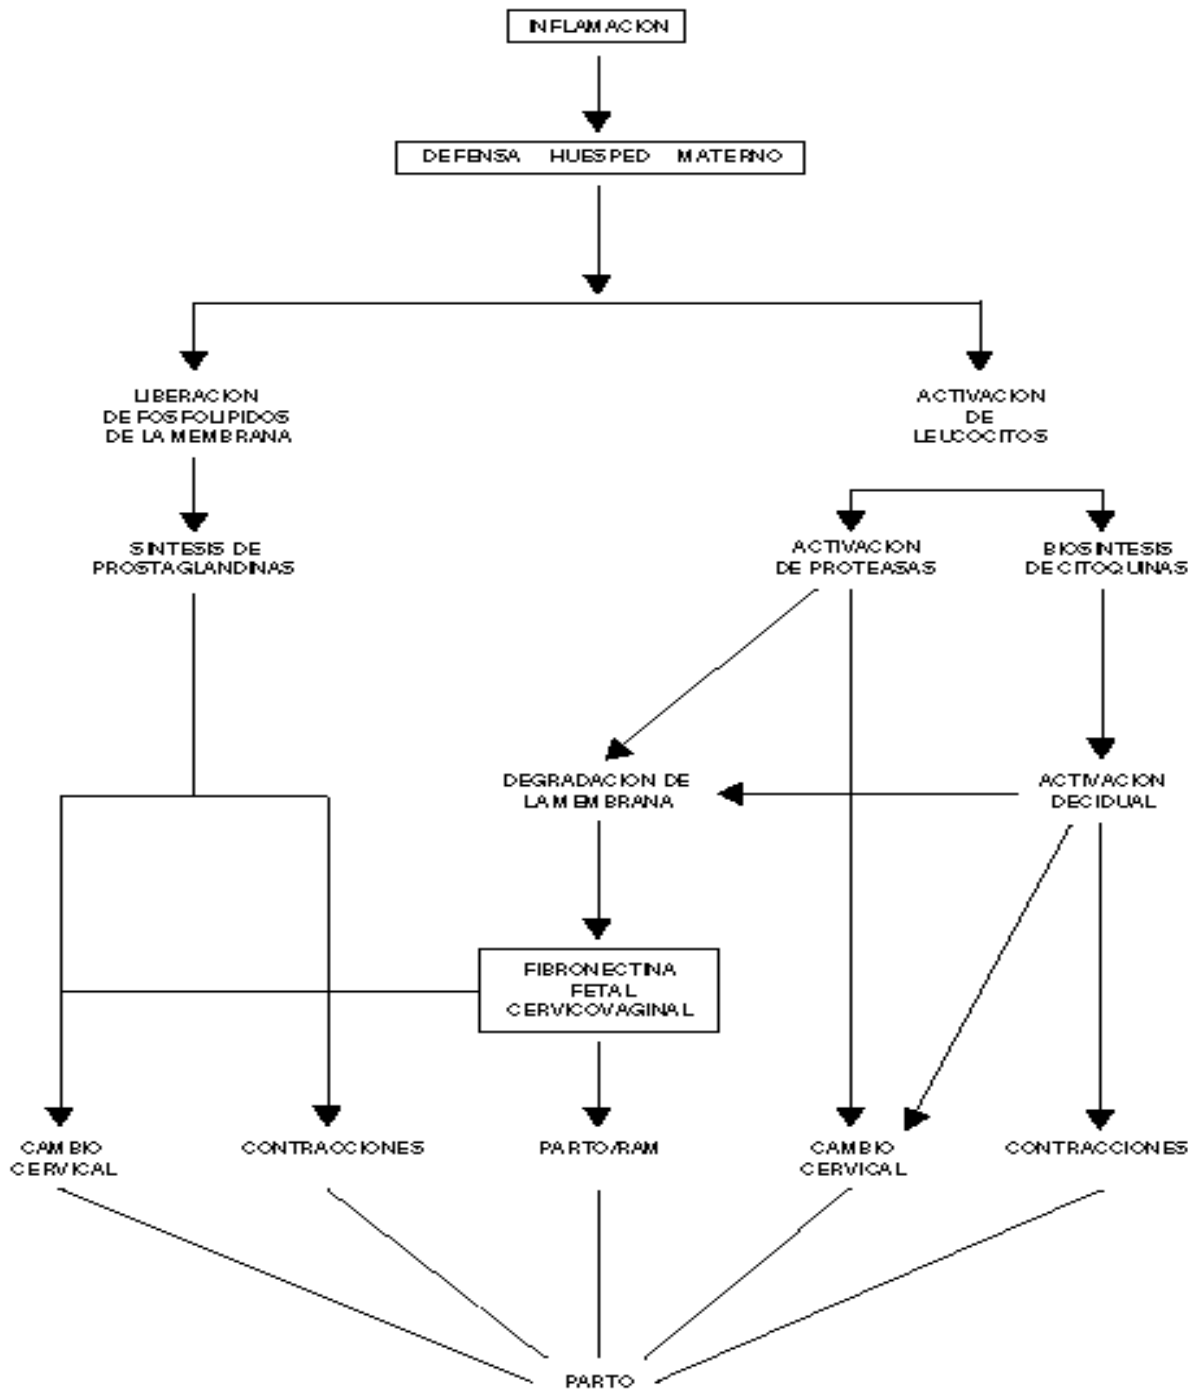 INFLAMACION
DEFENSA HUESPED MATERNO
LIBERACION
DE FOSFOLIPIDOS
DE LA MEMBRANA
ACTIVACION
DE
LEUCOCITOS
SINTESIS DE
PROSTAGLANDINAS
ACTIVACION
DE PROTEASAS
BIOSINTESIS
DE CITOQUINAS
DEGRADACION DE
LA MEMBRANA
ACTIVACION
DECIDUAL
FIBRONECTINA
FETAL
CERVICOVAGINAL
CAMBIO
CERVICAL
CONTRACCIONES
PARTO/RAM
CAMBIO
CERVICAL
CONTRACCIONES
PARTO